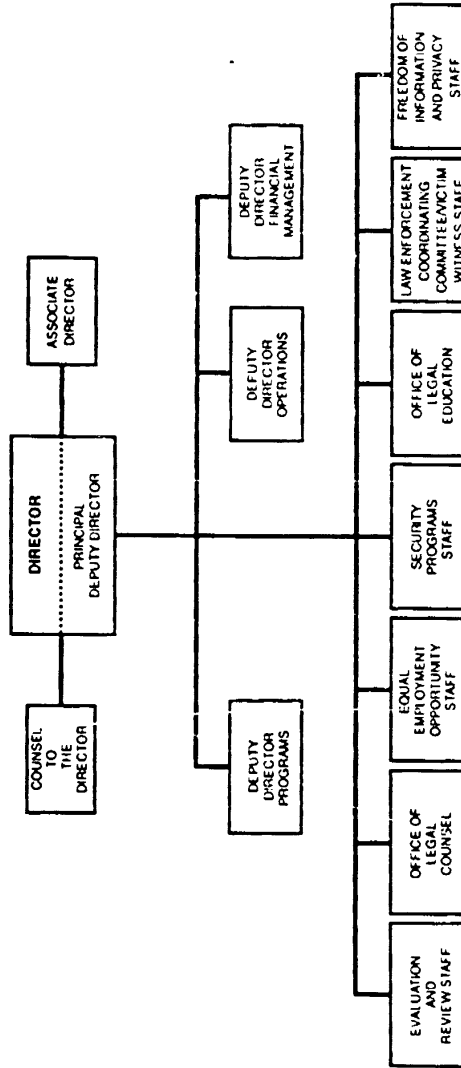 DIRECTOR
PRINCIPAL
DEPUTY DIRECTOR
COUNSEL
TO
THE
DIRECTOR
ASSOCIATE
DIRECTOR
DEPUTY
DIRECTOR
PROGRAMS
DEPUTY
DIRECTOR
OPERATIONS
DEPUTY
DIRECTOR
FINANCIAL
MANAGEMENT
EVALUATION
AND
REVIEW STAFF
OFFICE OF
LEGAL
COUNSEL
EQUAL
EMPLOYMENT
OPPORTUNITY
STAFF
SECURITY
PROGRAMS
STAFF
OFFICE OF
LEGAL
EDUCATION
LAW ENFORCEMENT
COORDINATING
COMMITTEE/VICTIM
WITNESS STAFF
FREEDOM OF
INFORMATION
AND PRIVACY
STAFF